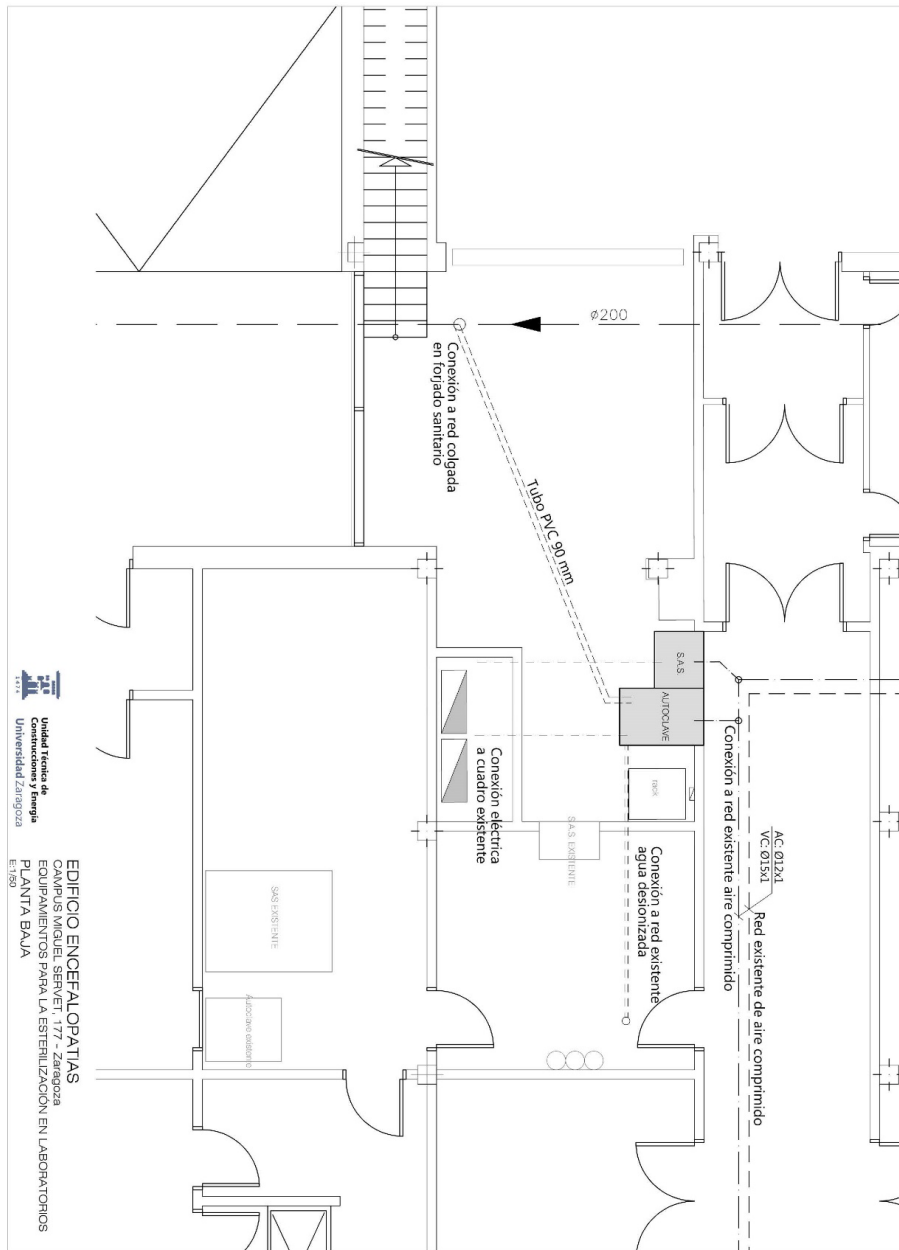 ø200
Conexión a red colgada
en forjado sanitario
Tubo PVC 90 mm
S.A.S
AUTOCLAVE
rack
Conexión eléctrica
a cuadro existente
S.A.S EXISTENTE
Conexión a red existente
agua desionizada
Conexión a red existente aire comprimido
AC: Ø12x1
VC: Ø15x1
Red existente de aire comprimido
SAS EXISTENTE
Autoclave existente
1474
Unidad Técnica de
Construcciones y Energía
Universidad Zaragoza
EDIFICIO ENCEFALOPATIAS
CAMPUS MIGUEL SERVET, 177 - Zaragoza
EQUIPAMIENTOS PARA LA ESTERILIZACIÓN EN LABORATORIOS
PLANTA BAJA
E:1/50